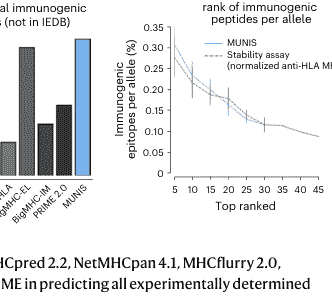 al immunogenic
s (not in IEDB)
HLA
BigMHC-IM
PRIME 2.0
MUNIS
rank of immunogenic
peptides per allele
Immunogenic
epitopes per allele (%)
0.35
0.30
0.25
0.20
0.15
0.10
0.05
0
MUNIS
Stability assay
(normalized anti-HLA MF
5 10 15 20 25 30 35 40 45
Top ranked
HCpred 2.2, NetMHCpan 4.1, MHCflurry 2.0,
ME in predicting all experimentally determined